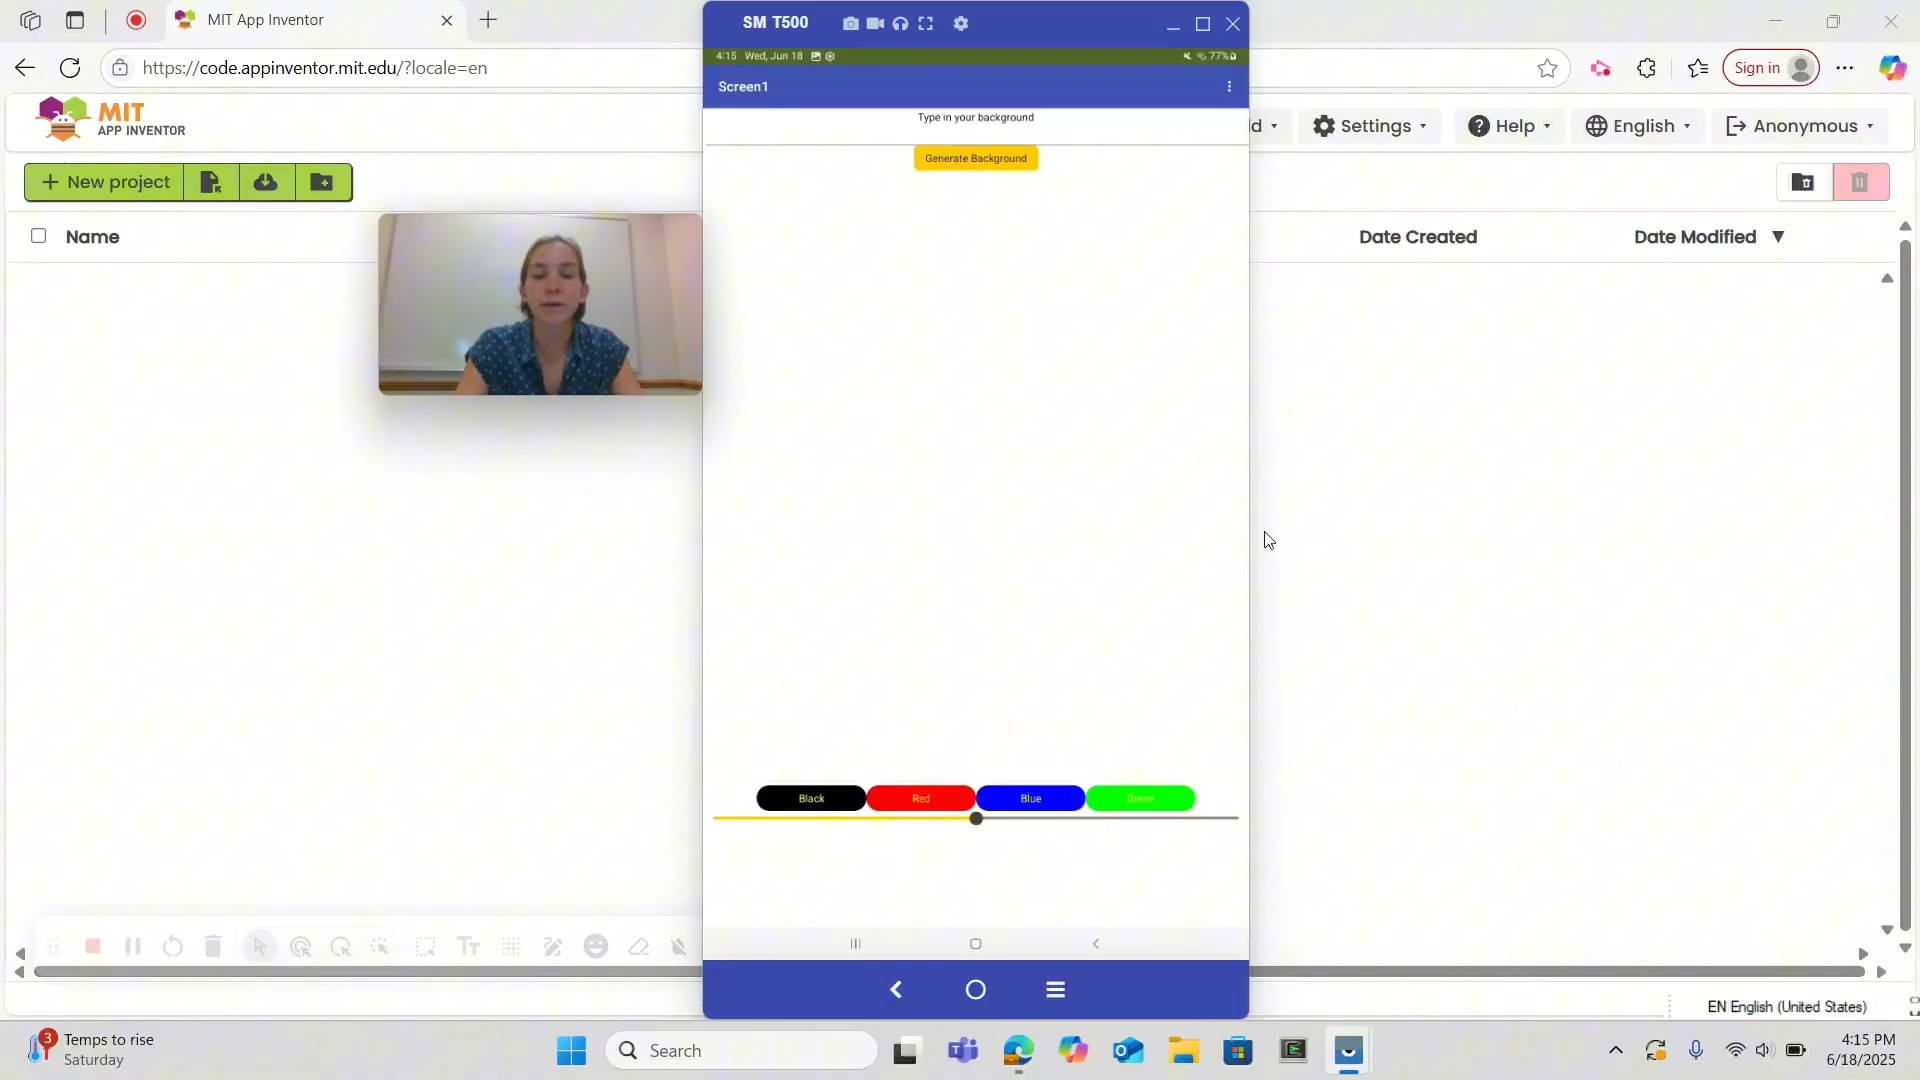 MIT App Inventor
SM T500
https://code.appinventor.mit.edu/?locale=en
Sign in
4:15 Wed, Jun 18
77%
Screen1
MIT
APP INVENTOR
Settings
Help
English
Anonymous
Type in your background
Generate Background
New project
Name
Date Created
Date Modified
Black
Red
Blue
Green
EN English (United States)
3
Temps to rise
Saturday
Search
4:15 PM
6/18/2025